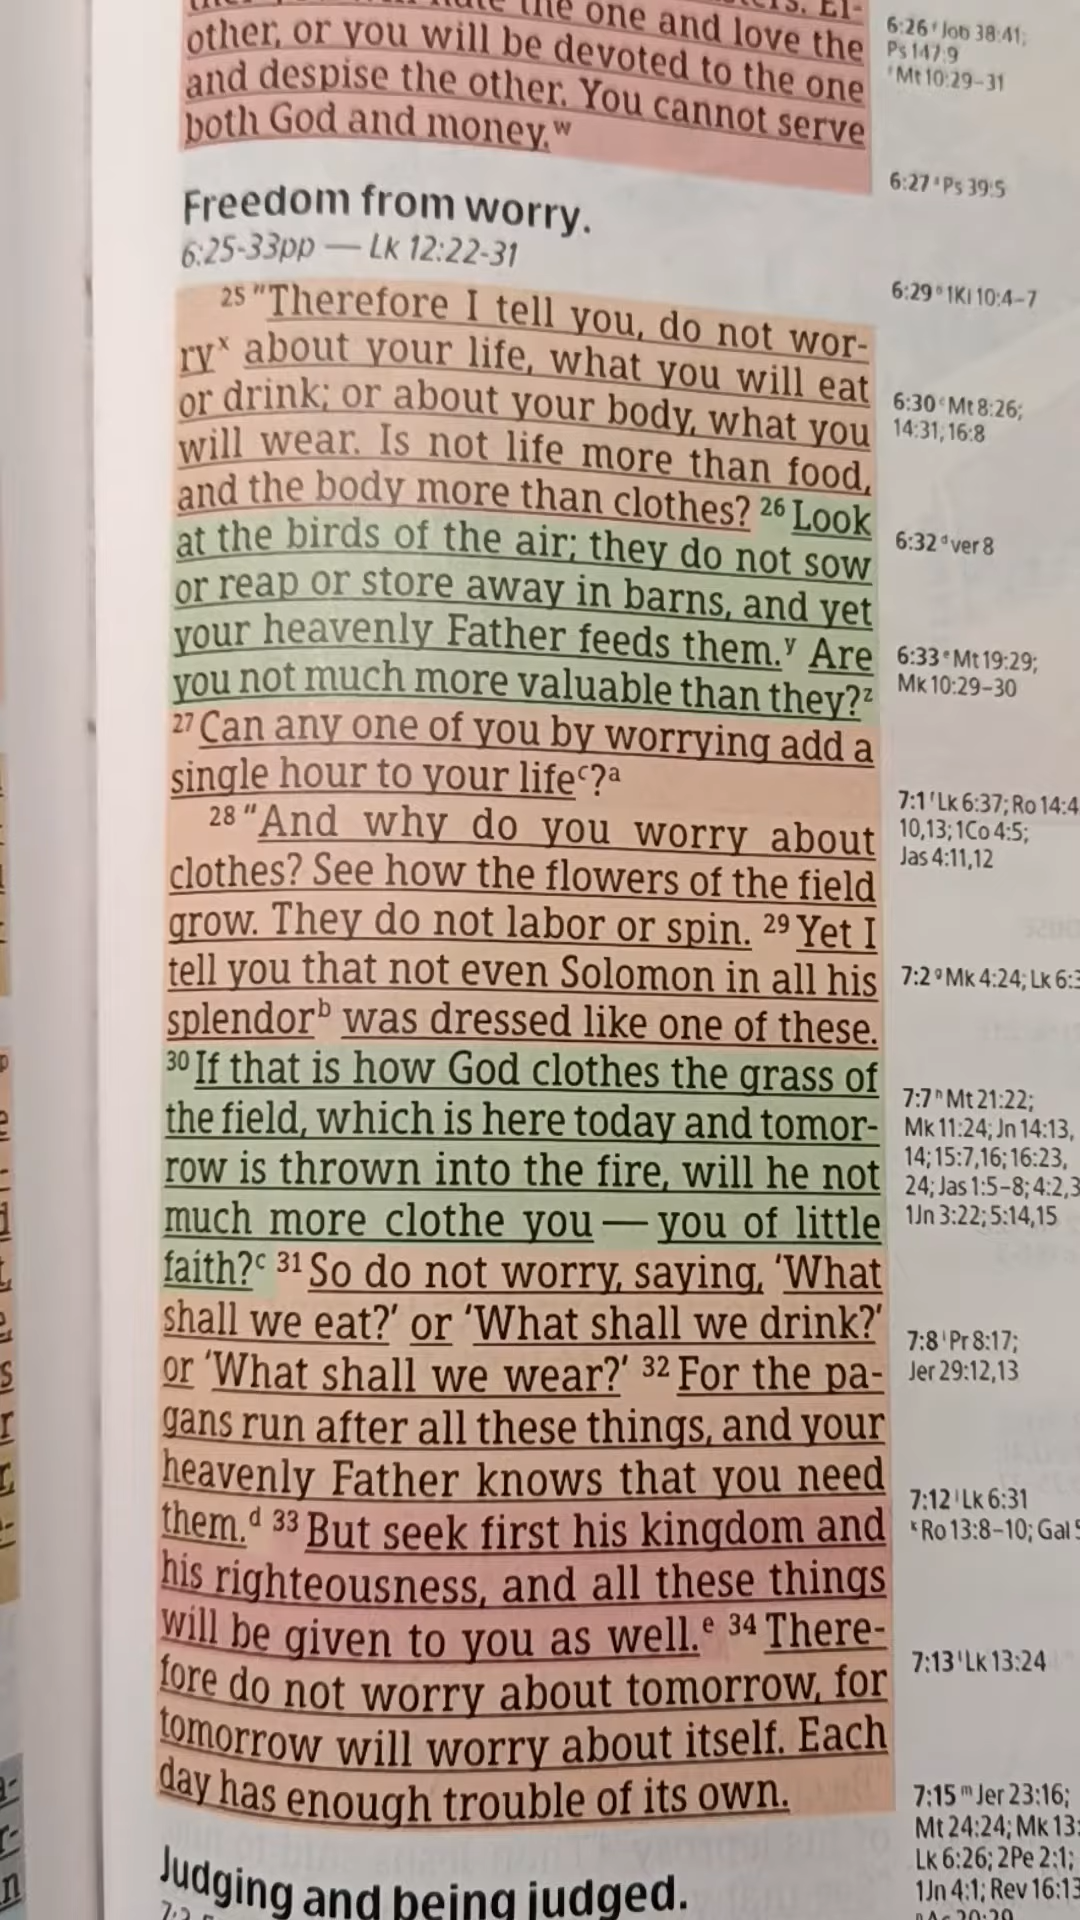 the one and love the
other, or you will be devoted to the one
and despise the other. You cannot serve
both God and money.ʷ
Freedom from worry.
6:25-33pp — Lk 12:22-31
25 "Therefore I tell you, do not wor-
ryˣ about your life, what you will eat
or drink; or about your body, what you
will wear. Is not life more than food,
and the body more than clothes? 26 Look
at the birds of the air; they do not sow
or reap or store away in barns, and yet
your heavenly Father feeds them.ʸ Are
you not much more valuable than they?ᶻ
27 Can any one of you by worrying add a
single hour to your lifeᶜ?ᵃ
28 "And why do you worry about
clothes? See how the flowers of the field
grow. They do not labor or spin. 29 Yet I
tell you that not even Solomon in all his
splendorᵇ was dressed like one of these.
30 If that is how God clothes the grass of
the field, which is here today and tomor-
row is thrown into the fire, will he not
much more clothe you — you of little
faith?ᶜ 31 So do not worry, saying, 'What
shall we eat?' or 'What shall we drink?'
or 'What shall we wear?' 32 For the pa-
gans run after all these things, and your
heavenly Father knows that you need
them.ᵈ 33 But seek first his kingdom and
his righteousness, and all these things
will be given to you as well.ᵉ 34 There-
fore do not worry about tomorrow, for
tomorrow will worry about itself. Each
day has enough trouble of its own.
Judging and being judged.
6:26 Job 38:41;
Ps 147:9
Mt 10:29–31
6:27 ᵃ Ps 39:5
6:29 ᵇ 1Ki 10:4–7
6:30 ᶜ Mt 8:26;
14:31; 16:8
6:32 ᵈ ver 8
6:33 ᵉ Mt 19:29;
Mk 10:29–30
7:1 ᶠ Lk 6:37; Ro 14:4
10,13; 1Co 4:5;
Jas 4:11,12
7:2 ᵍ Mk 4:24; Lk 6:3
7:7 ʰ Mt 21:22;
Mk 11:24; Jn 14:13,
14; 15:7,16; 16:23,
24; Jas 1:5–8; 4:2,3
1Jn 3:22; 5:14,15
7:8 ⁱ Pr 8:17;
Jer 29:12,13
7:12 ʲ Lk 6:31
ᵏ Ro 13:8–10; Gal 5
7:13 ˡ Lk 13:24
7:15 ᵐ Jer 23:16;
Mt 24:24; Mk 13:
Lk 6:26; 2Pe 2:1;
1Jn 4:1; Rev 16:13